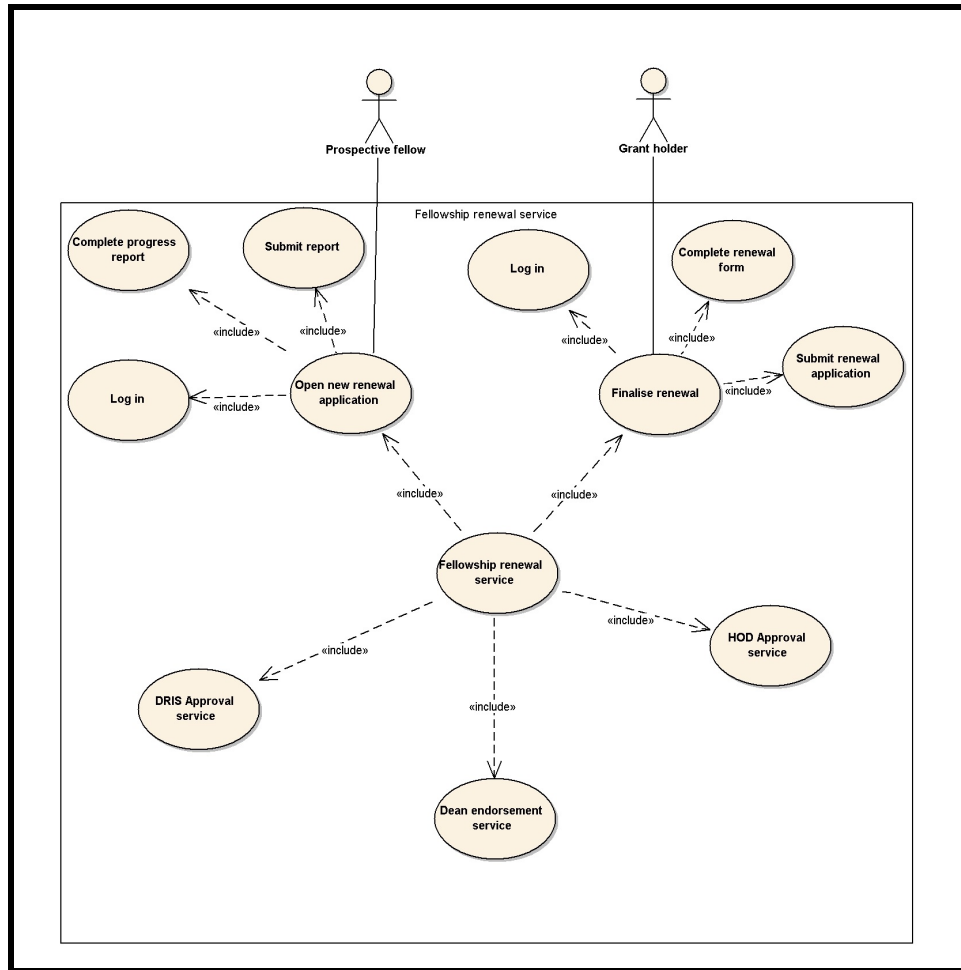 Prospective fellow
Grant holder
Fellowship renewal service
Complete progress
report
Submit report
Log in
Complete renewal
form
«include»
«include»
«include»
«include»
Submit renewal
application
Log in
«include»
Open new renewal
application
Finalise renewal
«include»
«include»
«include»
Fellowship renewal
service
«include»
HOD Approval
service
«include»
DRIS Approval
service
«include»
Dean endorsement
service